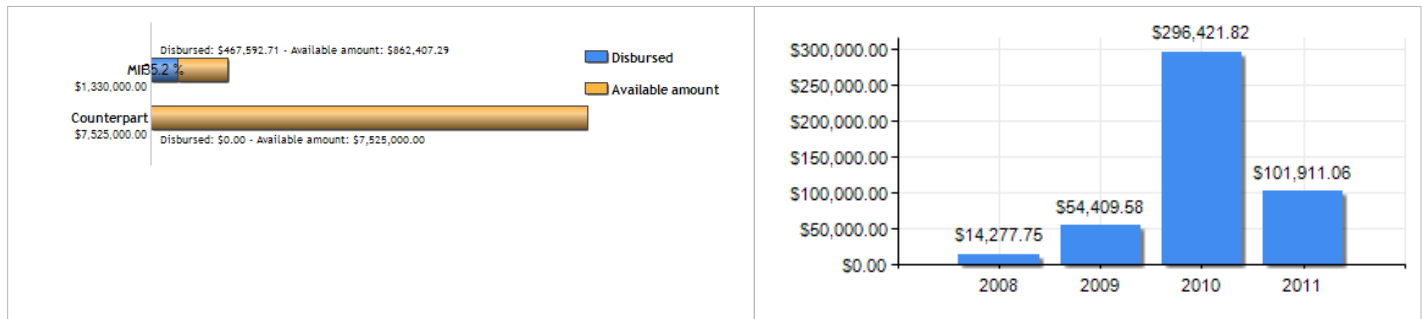 Disbursed: $467,592.71 - Available amount: $862,407.29
35.2 %
$1,330,000.00
Counterpart
$7,525,000.00
Disbursed: $0.00 - Available amount: $7,525,000.00
Disbursed
Available amount
$300,000.00
$250,000.00
$200,000.00
$150,000.00
$100,000.00
$50,000.00
$0.00
$14,277.75
$54,409.58
$296,421.82
$101,911.06
2008 2009 2010 2011